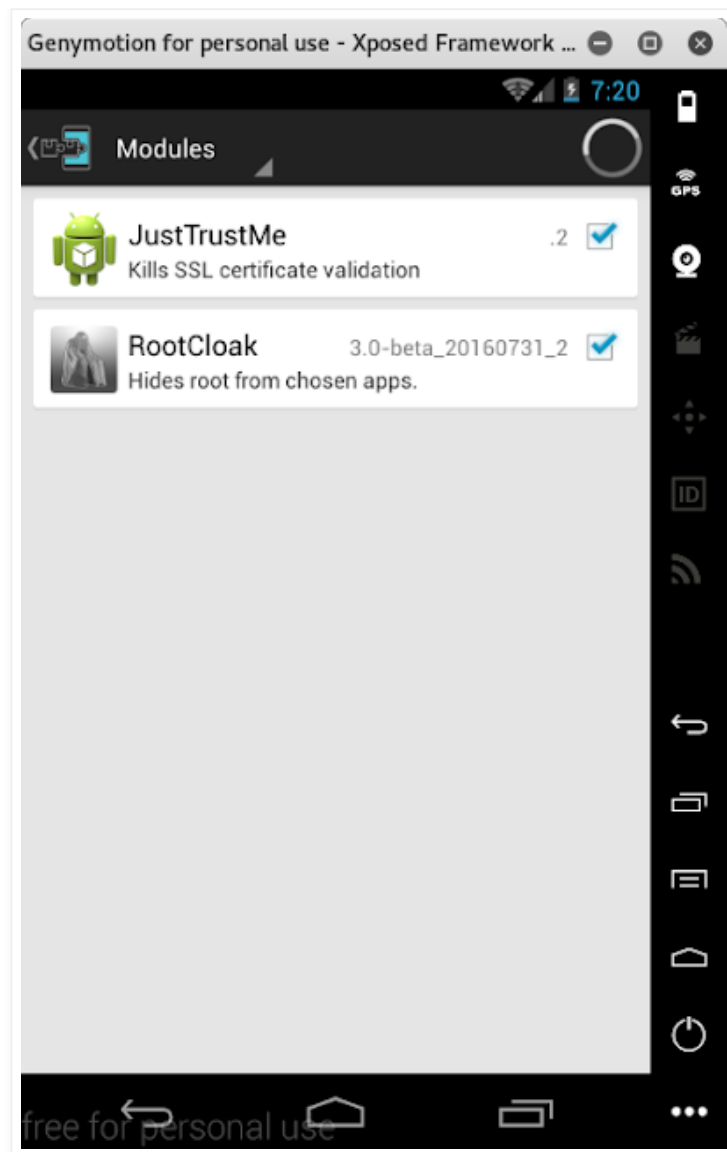 Genymotion for personal use - Xposed Framework ...
7:20
Modules
GPS
JustTrustMe .2
Kills SSL certificate validation
RootCloak 3.0-beta_20160731_2
Hides root from chosen apps.
ID
free for personal use